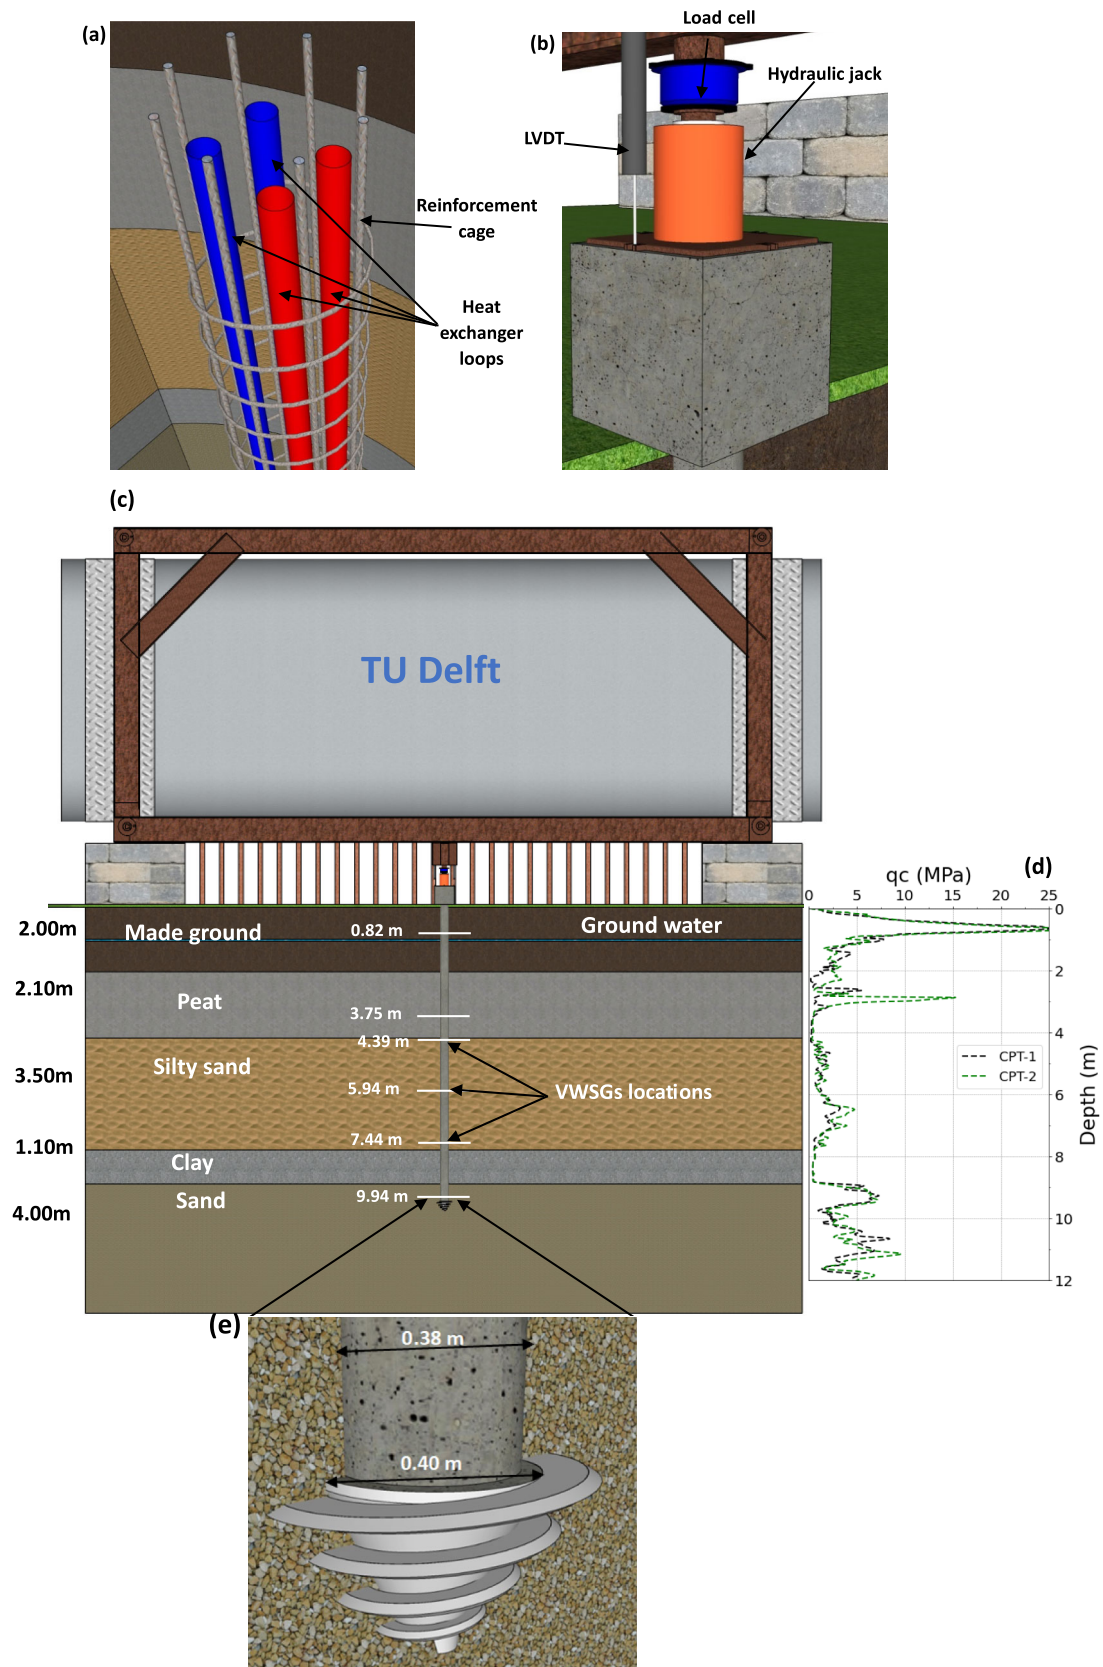 (a)
Reinforcement
cage
Heat
exchanger
loops
(b)
Load cell
Hydraulic jack
LVDT
(c)
TU Delft
2.00m
Made ground
0.82 m
Ground water
2.10m
Peat
3.75 m
4.39 m
3.50m
Silty sand
5.94 m
VWSGs locations
7.44 m
1.10m
Clay
Sand
9.94 m
4.00m
(d)
qc (MPa)
0 5 10 15 20 25
0
2
4
6
8
10
12
Depth (m)
CPT-1
CPT-2
(e)
0.38 m
0.40 m